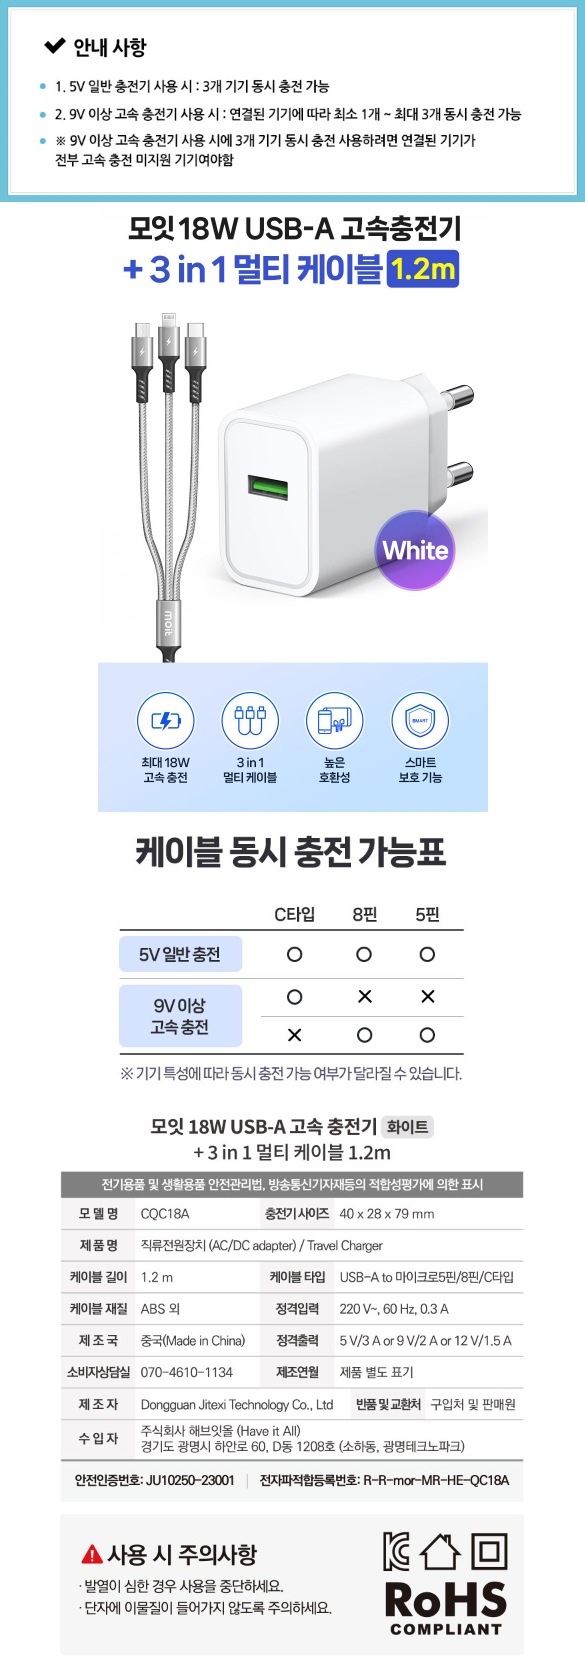 안내 사항
1. 5V 일반 충전기 사용 시 : 3개 기기 동시 충전 가능
2. 9V 이상 고속 충전기 사용 시 : 연결된 기기에 따라 최소 1개 ~ 최대 3개 동시 충전 가능
※ 9V 이상 고속 충전기 사용 시에 3개 기기 동시 충전 사용하려면 연결된 기기가
전부 고속 충전 미지원 기기여야함
모잇 18W USB-A 고속충전기
+ 3 in 1 멀티 케이블 1.2m
White
moit
SMART
최대 18W 3 in 1 높은 스마트
고속 충전 멀티 케이블 호환성 보호 기능
케이블 동시 충전 가능표
C타입 8핀 5핀
5V 일반 충전 O O O
9V 이상 O X X
고속 충전 X O O
※ 기기 특성에 따라 동시 충전 가능 여부가 달라질 수 있습니다.
모잇 18W USB-A 고속 충전기 화이트
+ 3 in 1 멀티 케이블 1.2m
전기용품 및 생활용품 안전관리법, 방송통신기자재등의 적합성평가에 의한 표시
모 델 명 CQC18A 충전기 사이즈 40 x 28 x 79 mm
제 품 명 직류전원장치 (AC/DC adapter) / Travel Charger
케이블 길이 1.2 m 케이블 타입 USB-A to 마이크로5핀/8핀/C타입
케이블 재질 ABS 외 정격입력 220 V~, 60 Hz, 0.3 A
제 조 국 중국(Made in China) 정격출력 5 V/3 A or 9 V/2 A or 12 V/1.5 A
소비자상담실 070-4610-1134 제조연월 제품 별도 표기
제 조 자 Dongguan Jitexi Technology Co., Ltd 반품 및 교환처 구입처 및 판매원
수 입 자 주식회사 해브잇올 (Have it All)
경기도 광명시 하안로 60, D동 1208호 (소하동, 광명테크노파크)
안전인증번호: JU10250-23001 | 전자파적합등록번호: R-R-mor-MR-HE-QC18A
사용 시 주의사항
· 발열이 심한 경우 사용을 중단하세요.
· 단자에 이물질이 들어가지 않도록 주의하세요.
RoHS
COMPLIANT